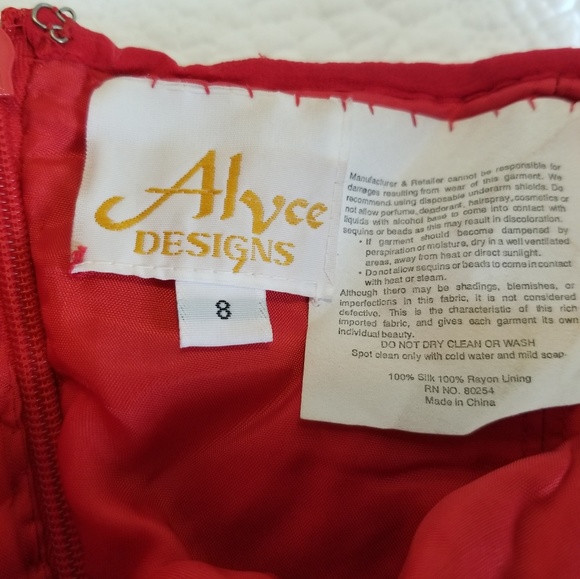 Alyce
DESIGNS
8
Manufacturer & Retailer cannot be responsible for
damages resulting from wear of this garment. We
recommend using disposable underarm shields. Do
not allow perfume, deodorant, hairspray, cosmetics or
liquids with alcohol base to come into contact with
sequins or beads as this may result in discoloration.
• If garment should become dampened by
perspiration or moisture, dry in a well ventilated
areas, away from heat or direct sunlight.
• Do not allow sequins or beads to come in contact
with heat or steam.
Although there may be shadings, blemishes, or
imperfections in this fabric, it is not considered
defective. This is the characteristic of this rich
imported fabric, and gives each garment its own
individual beauty.
DO NOT DRY CLEAN OR WASH
Spot clean only with cold water and mild soap
100% Silk 100% Rayon Lining
RN NO. 80254
Made in China